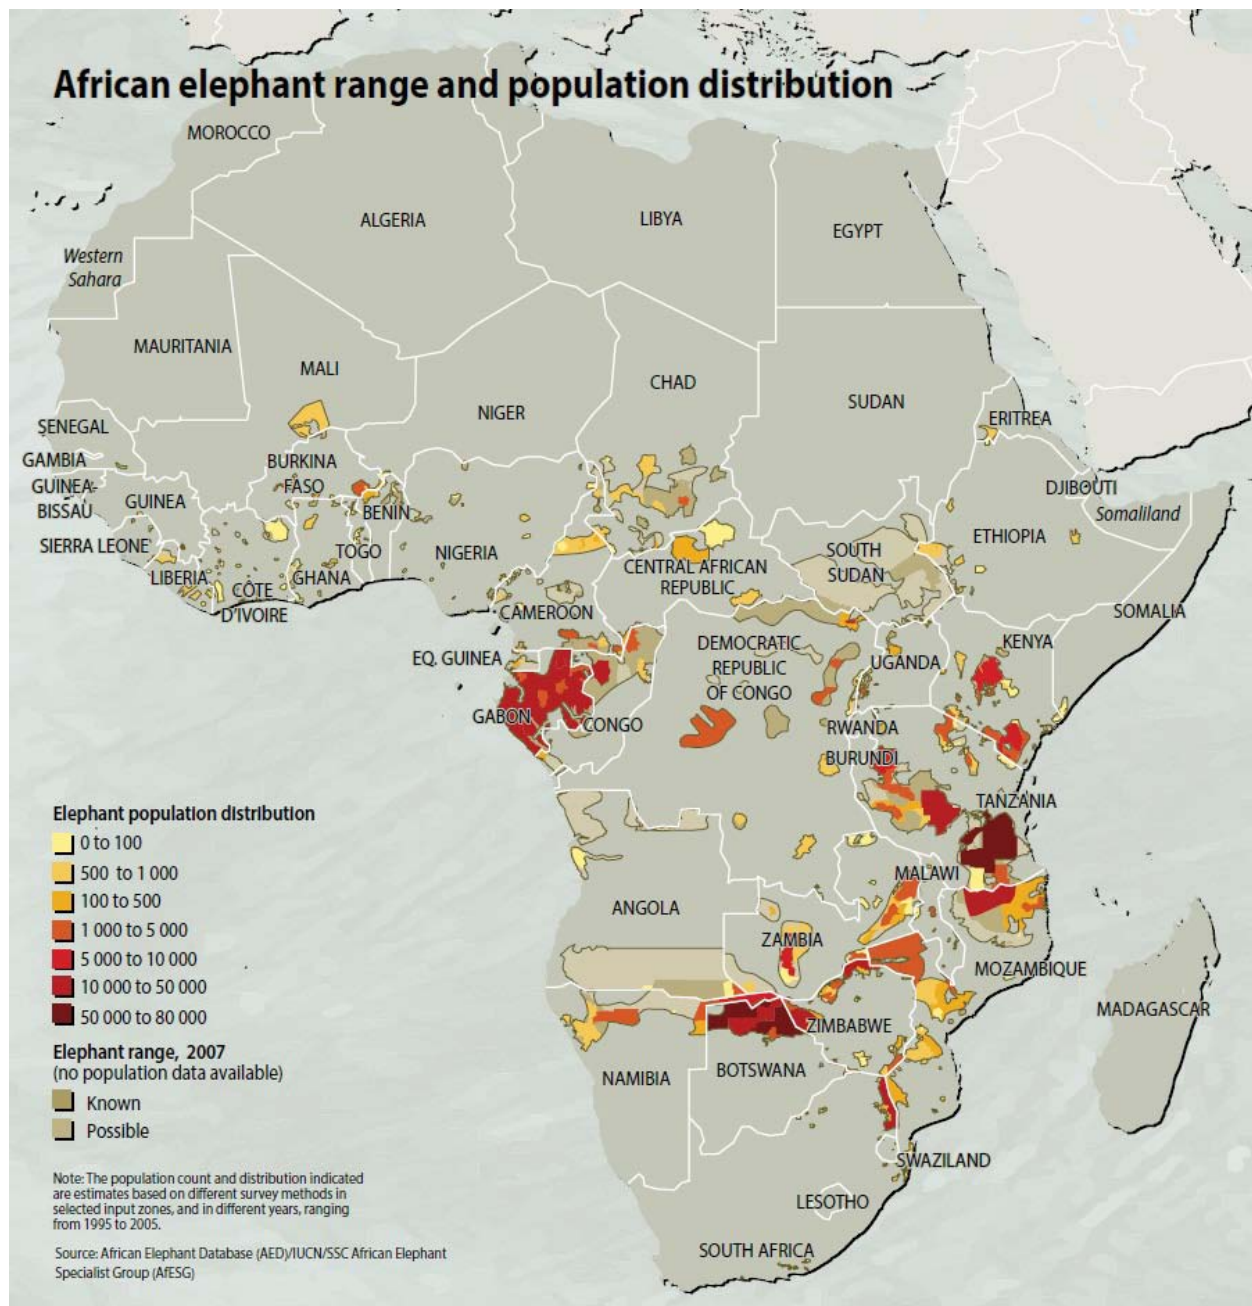 African elephant range and population distribution
MOROCCO
ALGERIA
LIBYA
EGYPT
Western
Sahara
MAURITANIA
MALI
NIGER
CHAD
SUDAN
ERITREA
SENEGAL
GAMBIA
GUINEA-
BISSAU
GUINEA
BURKINA
FASO
BENIN
DJIBOUTI
Somaliland
SIERRA LEONE
LIBERIA
CÔTE
D'IVOIRE
GHANA
TOGO
NIGERIA
CENTRAL AFRICAN
REPUBLIC
SOUTH
SUDAN
ETHIOPIA
SOMALIA
CAMEROON
EQ. GUINEA
DEMOCRATIC
REPUBLIC
OF CONGO
UGANDA
KENYA
GABON
CONGO
RWANDA
BURUNDI
TANZANIA
Elephant population distribution
0 to 100
500 to 1 000
100 to 500
1 000 to 5 000
5 000 to 10 000
10 000 to 50 000
50 000 to 80 000
Elephant range, 2007
(no population data available)
Known
Possible
MALAWI
ANGOLA
ZAMBIA
MOZAMBIQUE
MADAGASCAR
ZIMBABWE
NAMIBIA
BOTSWANA
SWAZILAND
LESOTHO
SOUTH AFRICA
Note: The population count and distribution indicated
are estimates based on different survey methods in
selected input zones, and in different years, ranging
from 1995 to 2005.
Source: African Elephant Database (AED)/IUCN/SSC African Elephant
Specialist Group (AfESG)